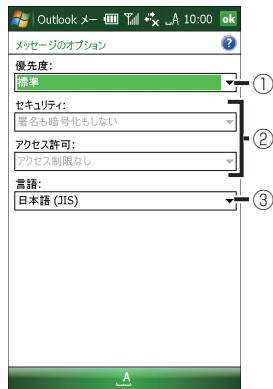 Outlook メー A 10:00 ok
メッセージのオプション ?
優先度:
標準 ①
セキュリティ:
署名も暗号化もしない
②
アクセス許可:
アクセス制限なし
言語:
日本語 (JIS) ③
A